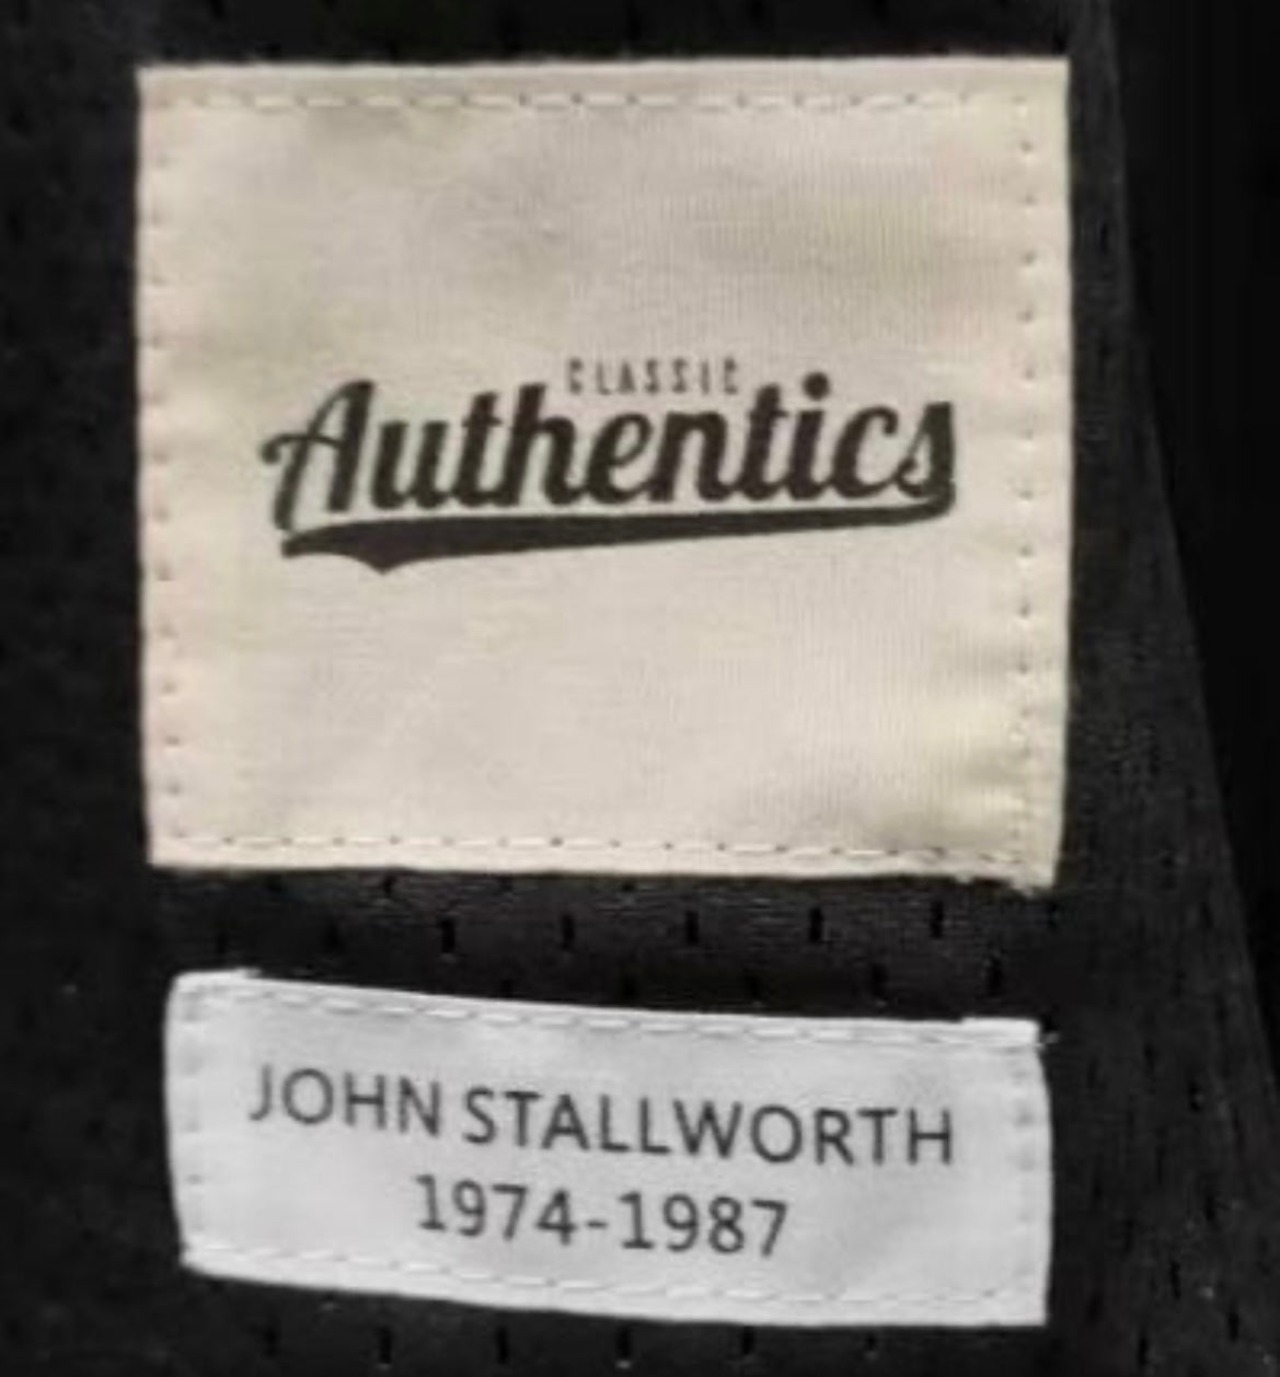 CLASSIC
Authentics
JOHN STALLWORTH
1974-1987